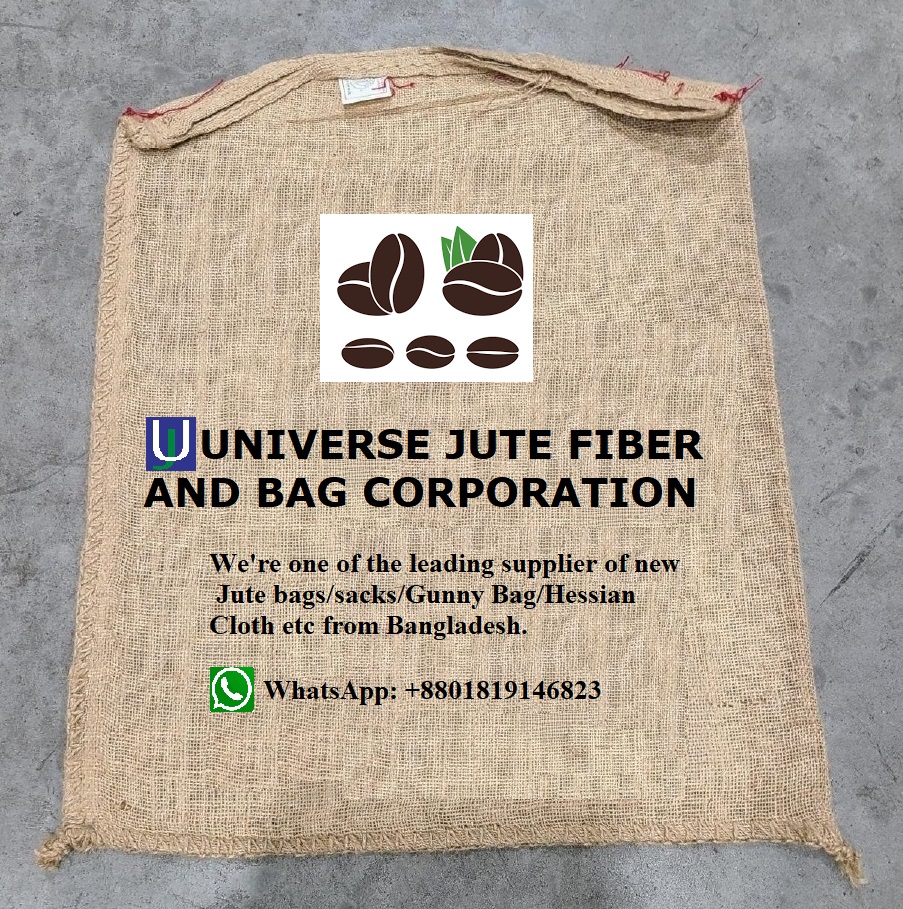 UJ UNIVERSE JUTE FIBER
AND BAG CORPORATION
We're one of the leading supplier of new
Jute bags/sacks/Gunny Bag/Hessian
Cloth etc from Bangladesh.
WhatsApp: +8801819146823